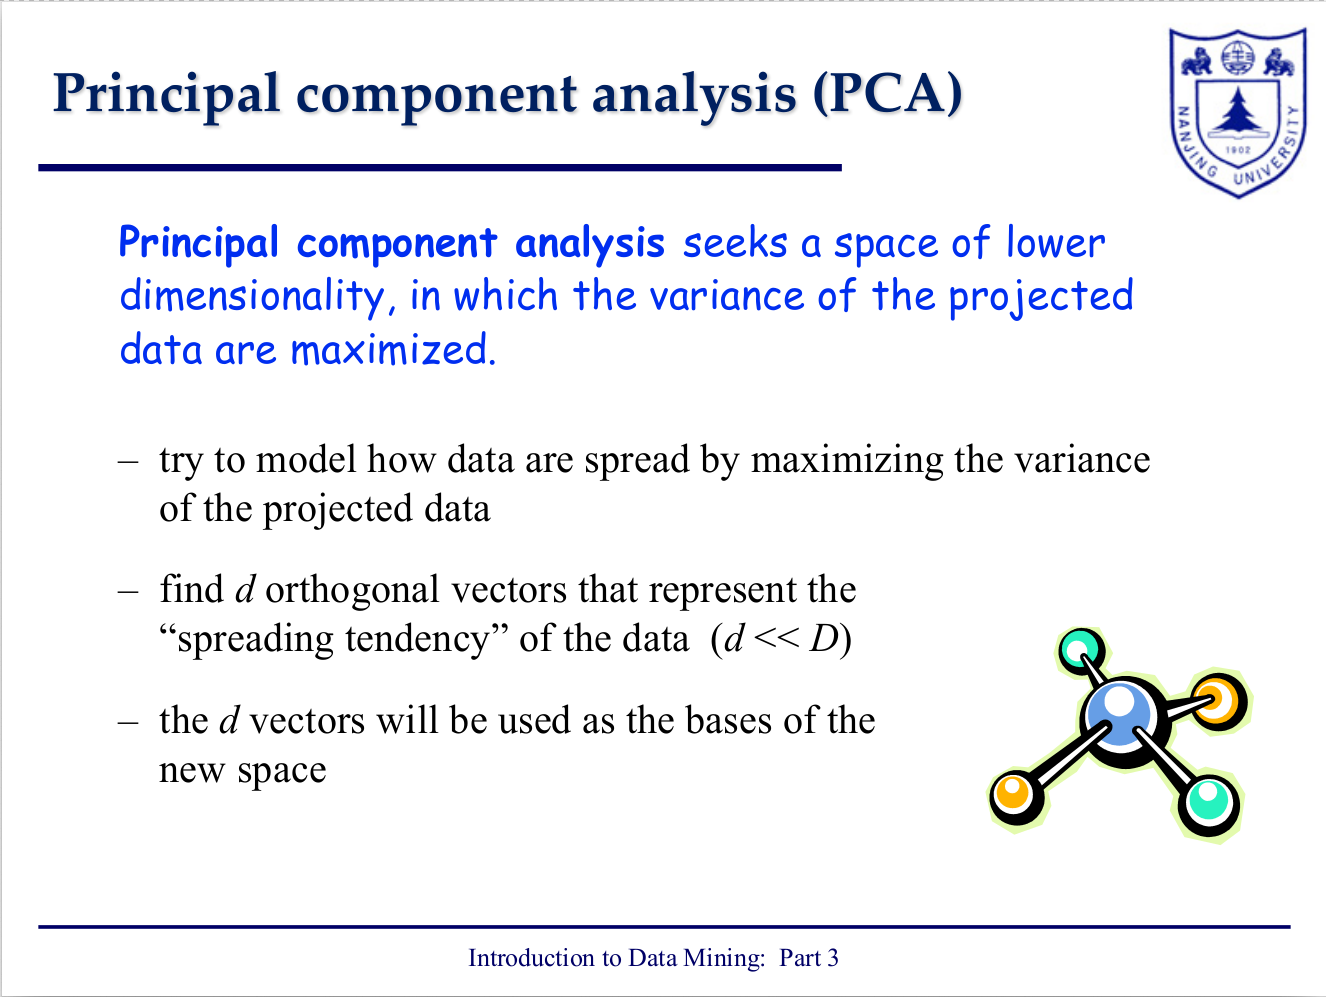 Principal component analysis (PCA)
NANJING UNIVERSITY
1902
Principal component analysis seeks a space of lower
dimensionality, in which the variance of the projected
data are maximized.
– try to model how data are spread by maximizing the variance
of the projected data
– find d orthogonal vectors that represent the
“spreading tendency” of the data (d << D)
– the d vectors will be used as the bases of the
new space
Introduction to Data Mining: Part 3